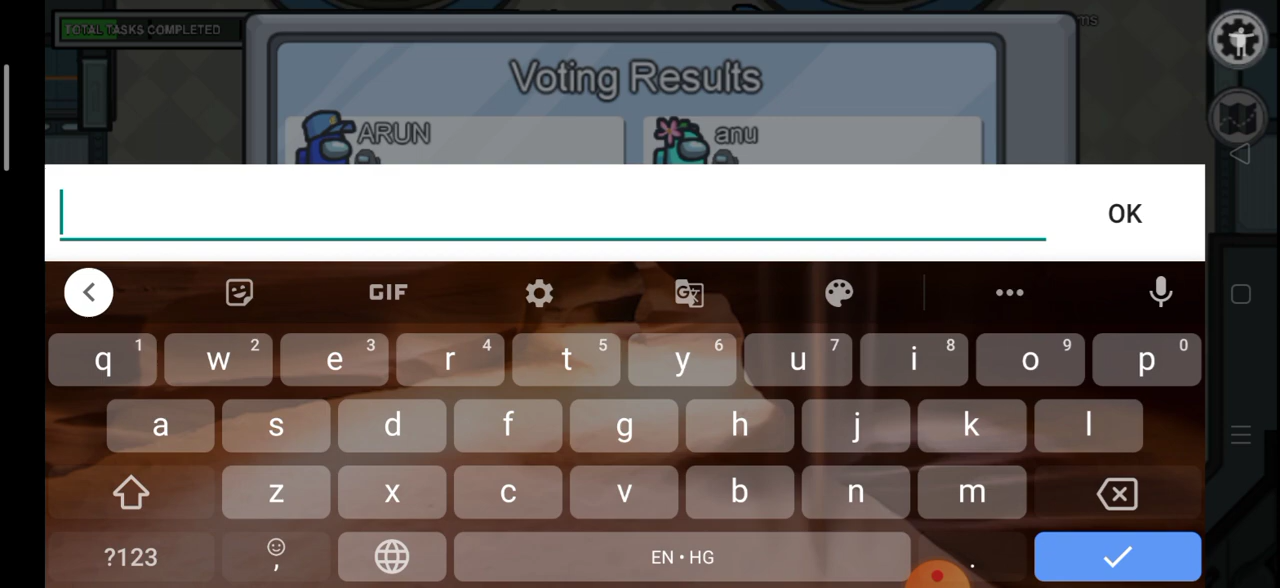 TOTAL TASKS COMPLETED
Voting Results
ARUN
anu
OK
GIF
q 1 w 2 e 3 r 4 t 5 y 6 u 7 i 8 o 9 p 0
a s d f g h j k l
z x c v b n m
?123 , EN • HG .